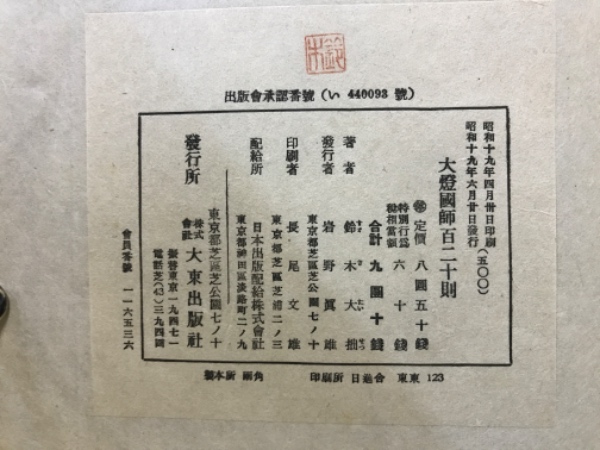 出版會承認番號（い 440093 號）
昭和十九年四月卅日印刷
昭和十九年六月卅日發行（五〇〇）
大燈國師百二十則
定價 八圓五十錢
特別行爲稅相當額 六十錢
合計 九圓十錢
著者 鈴木大拙
發行者 岩野眞雄
東京都芝區芝公園七ノ十
印刷者 長尾文雄
東京都芝區芝浦二ノ三
配給所 日本出版配給株式會社
東京都神田區淡路町二ノ九
發行所
東京都芝區芝公園七ノ十
株式會社 大東出版社
振替東京一九四七一
電話芝(43)三九四四
會員番號 一一六五三六
製本所 兩角 印刷所 日進舍 東東 123